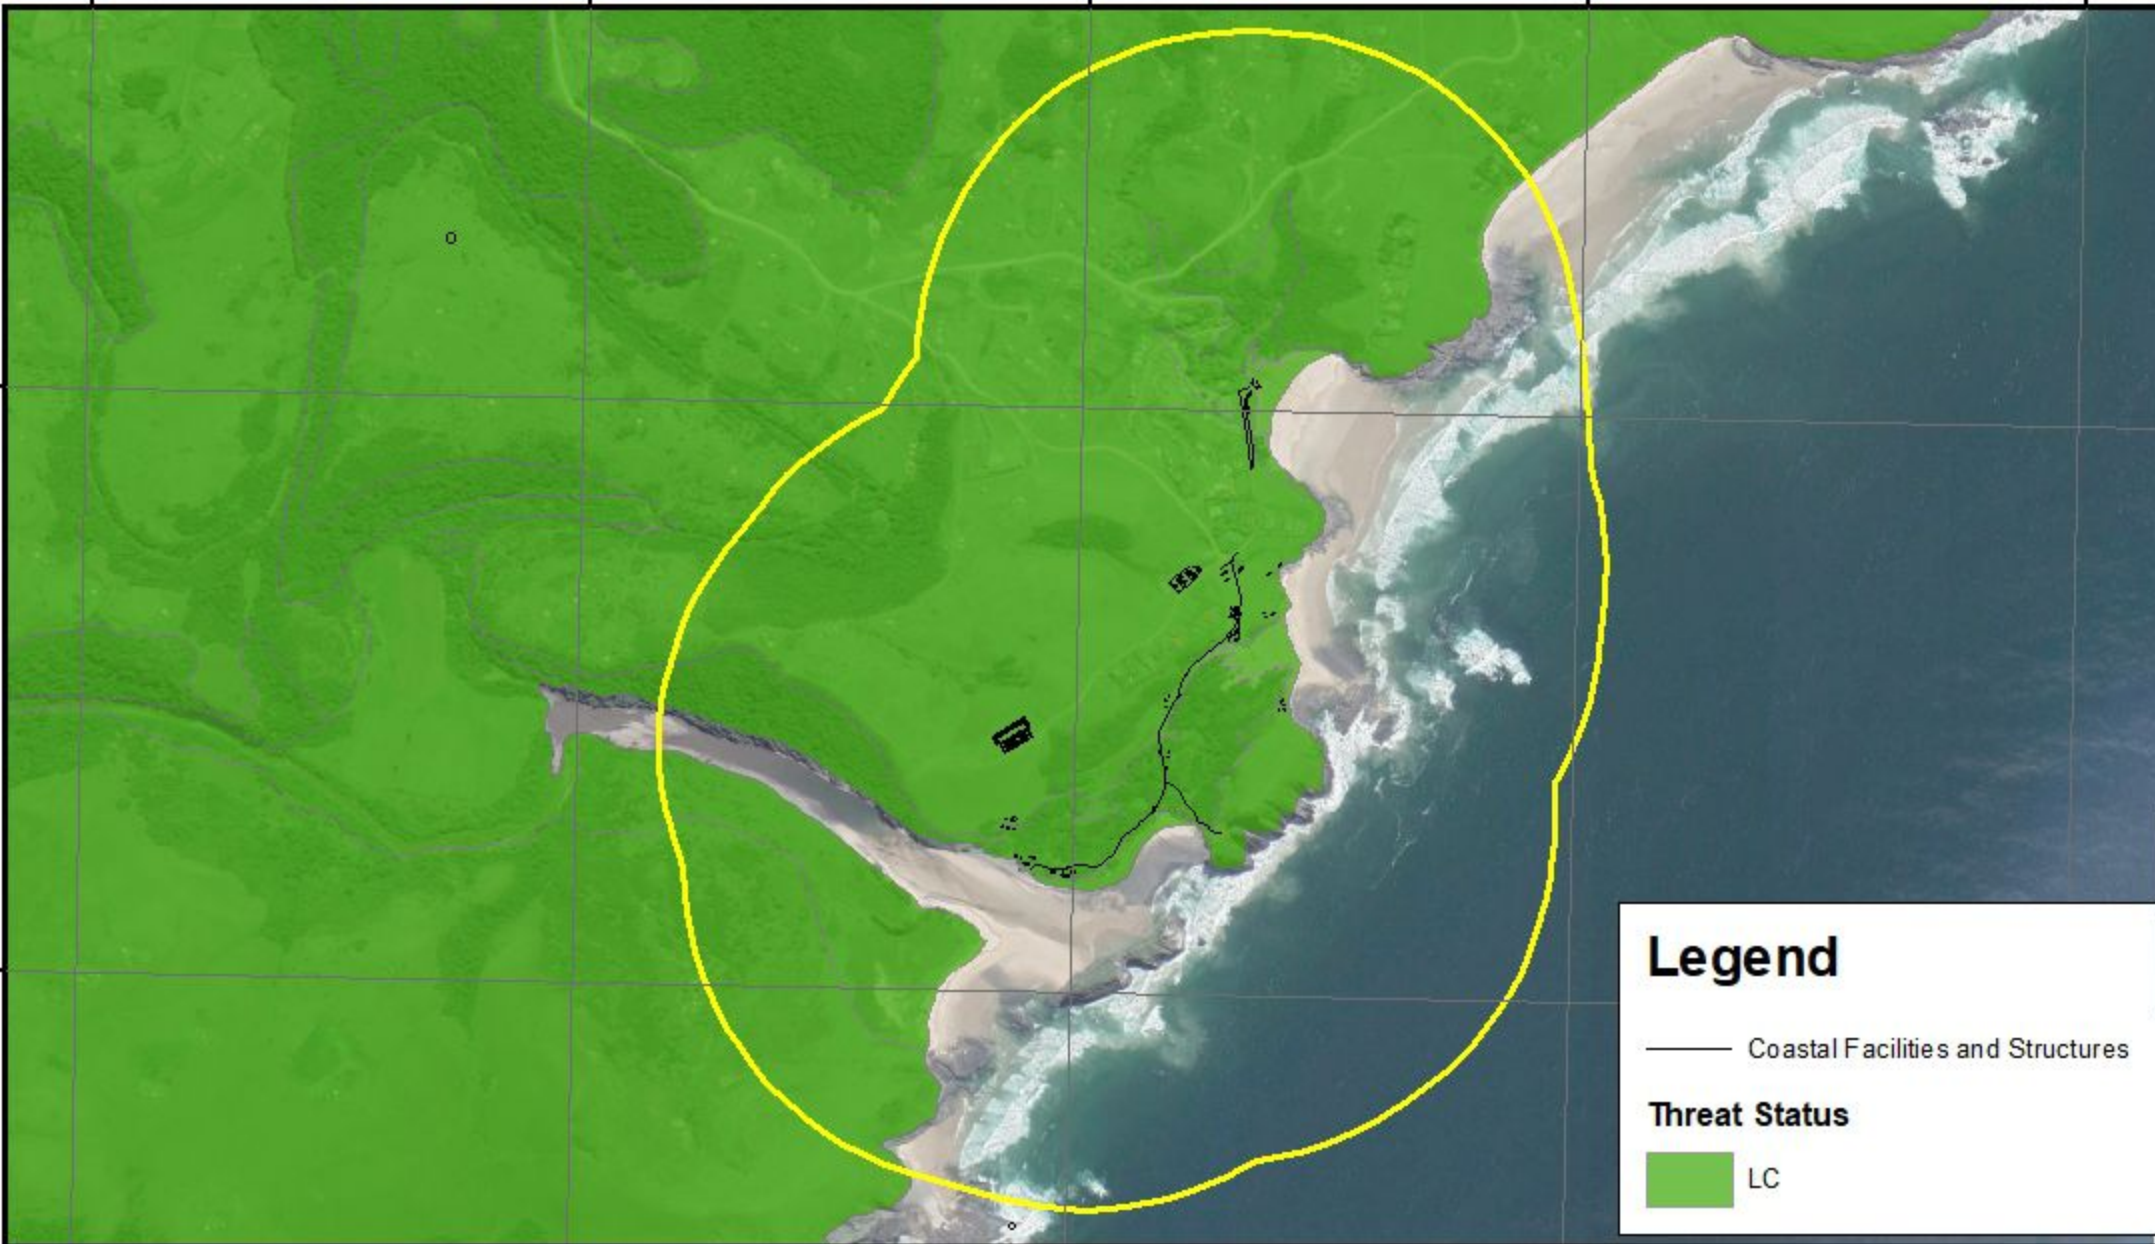 Legend
Coastal Facilities and Structures
Threat Status
LC